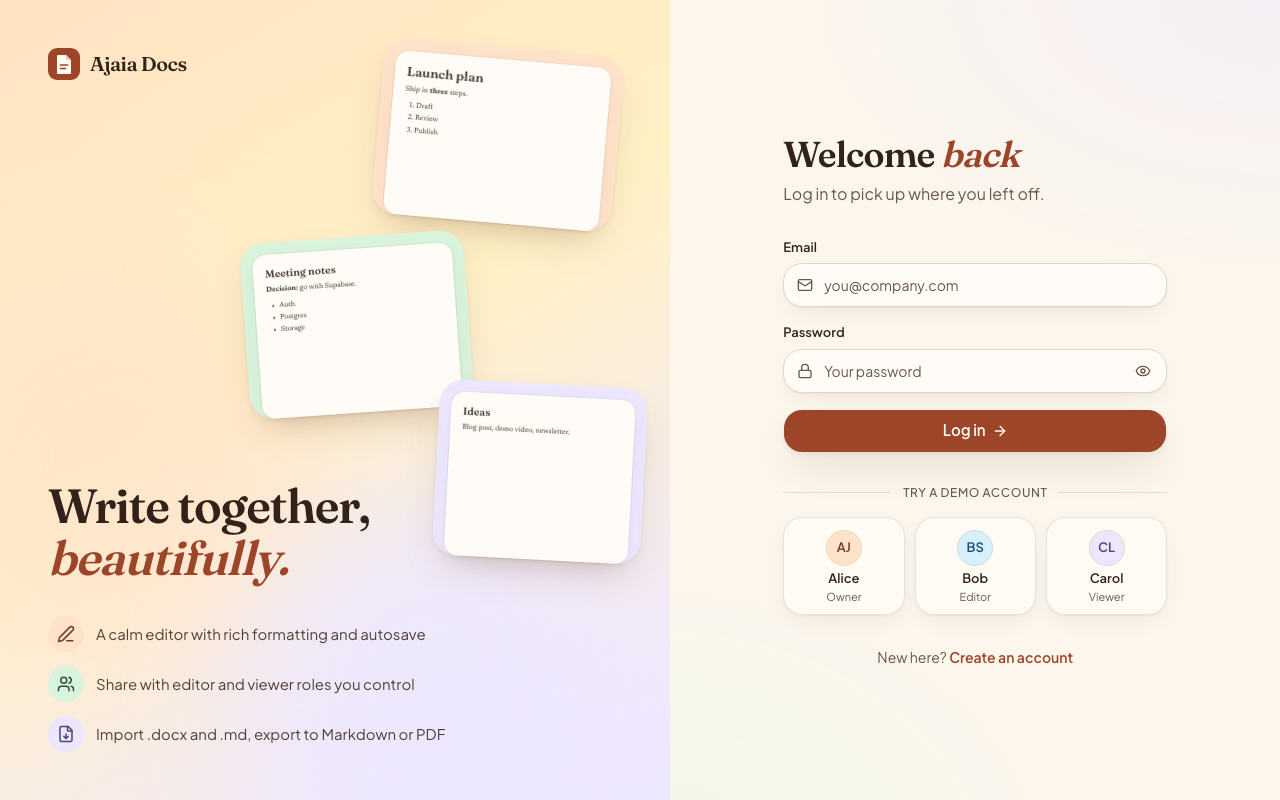 Ajaia Docs
Launch plan
Ship in three steps.
1. Draft
2. Review
3. Publish
Meeting notes
Decision: go with Supabase.
• Auth
• Postgres
• Storage
Ideas
Blog post, demo video, newsletter.
Write together,
beautifully.
A calm editor with rich formatting and autosave
Share with editor and viewer roles you control
Import .docx and .md, export to Markdown or PDF
Welcome back
Log in to pick up where you left off.
Email
you@company.com
Password
Your password
Log in →
TRY A DEMO ACCOUNT
AJ
Alice
Owner
BS
Bob
Editor
CL
Carol
Viewer
New here? Create an account